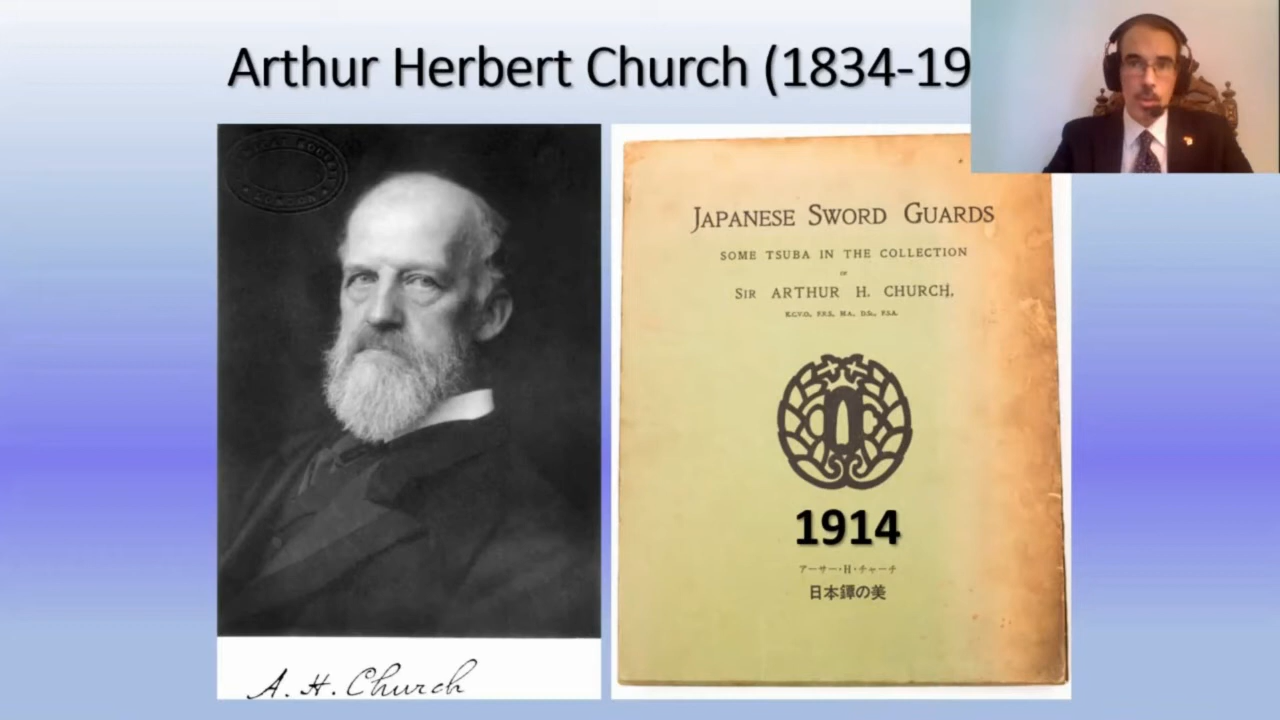 Arthur Herbert Church (1834-19
JAPANESE SWORD GUARDS
SOME TSUBA IN THE COLLECTION
OF
SIR ARTHUR H. CHURCH,
K.C.V.O., F.R.S., M.A., D.Sc., F.S.A.
1914
アーサー・H・チャーチ
日本鐔の美
A. H. Church